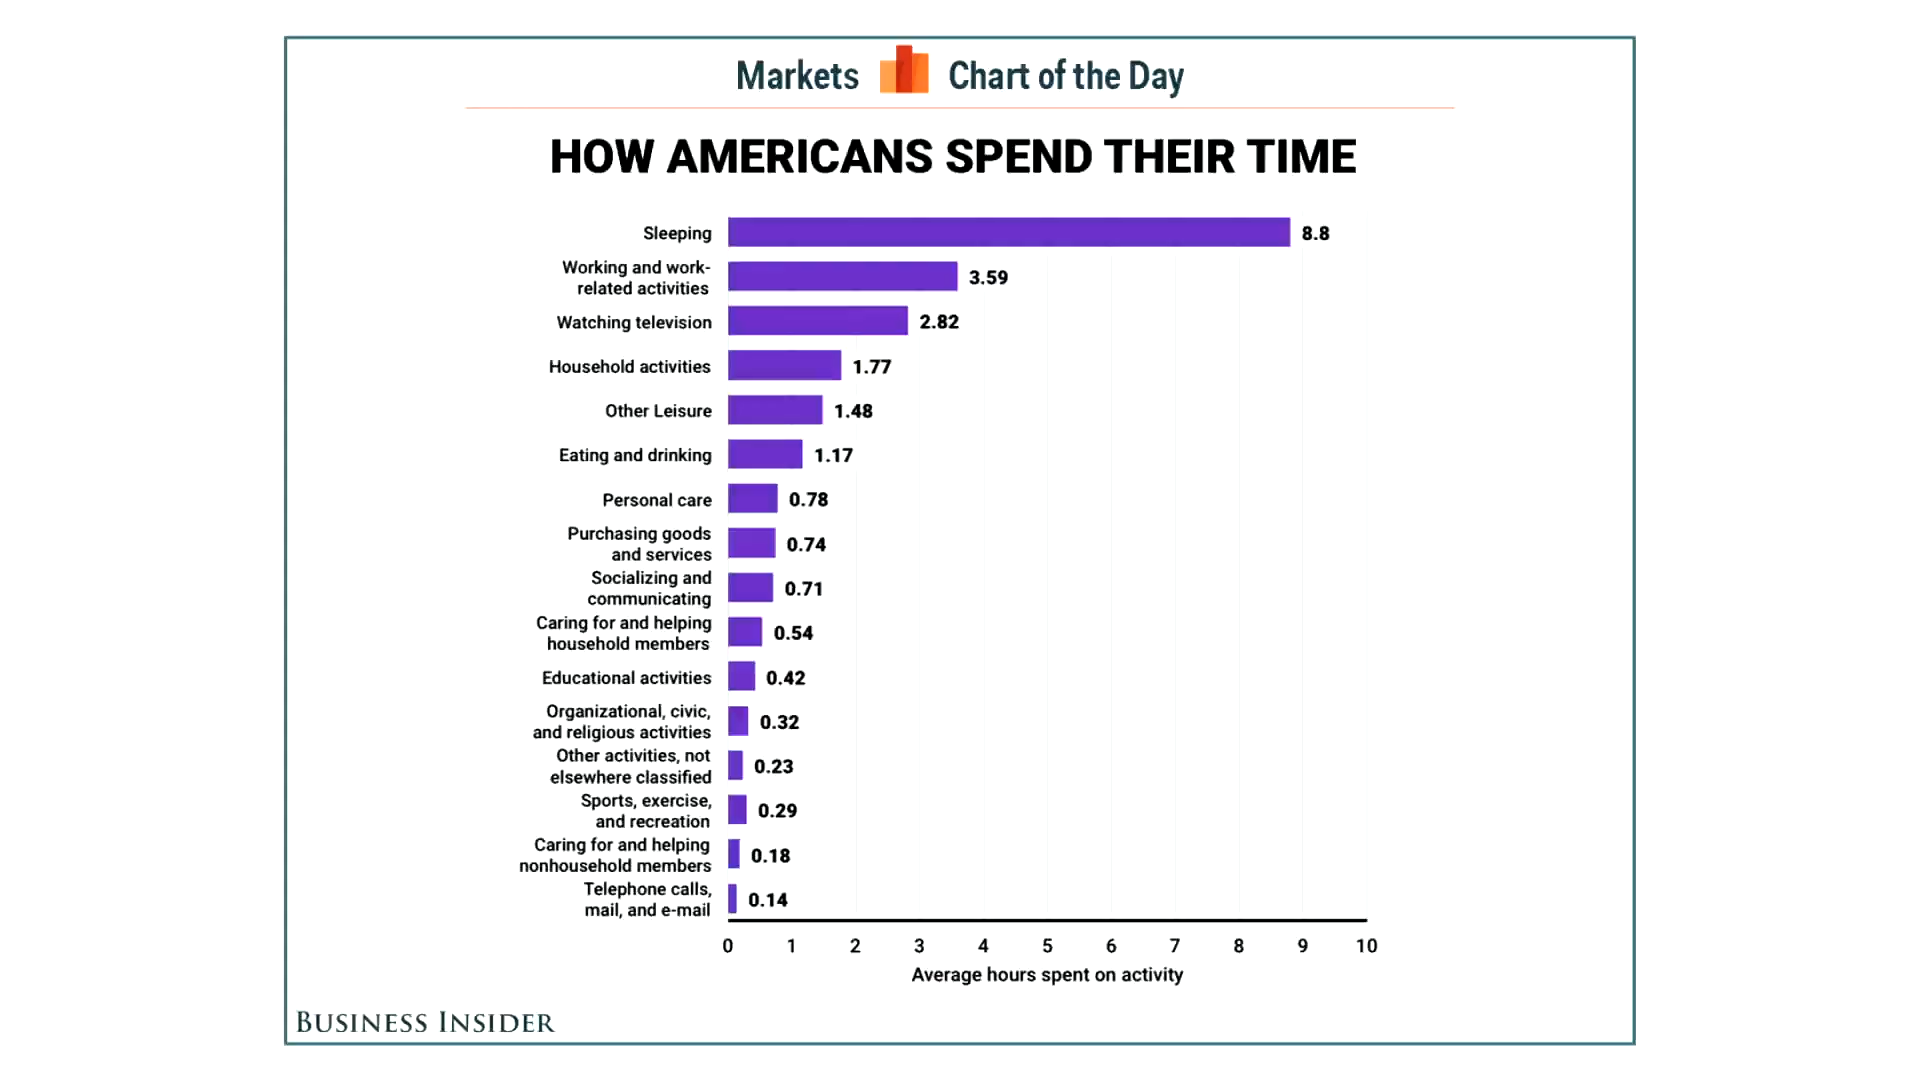 Markets Chart of the Day
HOW AMERICANS SPEND THEIR TIME
Sleeping 8.8
Working and work-
related activities 3.59
Watching television 2.82
Household activities 1.77
Other Leisure 1.48
Eating and drinking 1.17
Personal care 0.78
Purchasing goods
and services 0.74
Socializing and
communicating 0.71
Caring for and helping
household members 0.54
Educational activities 0.42
Organizational, civic,
and religious activities 0.32
Other activities, not
elsewhere classified 0.23
Sports, exercise,
and recreation 0.29
Caring for and helping
nonhousehold members 0.18
Telephone calls,
mail, and e-mail 0.14
0 1 2 3 4 5 6 7 8 9 10
Average hours spent on activity
BUSINESS INSIDER